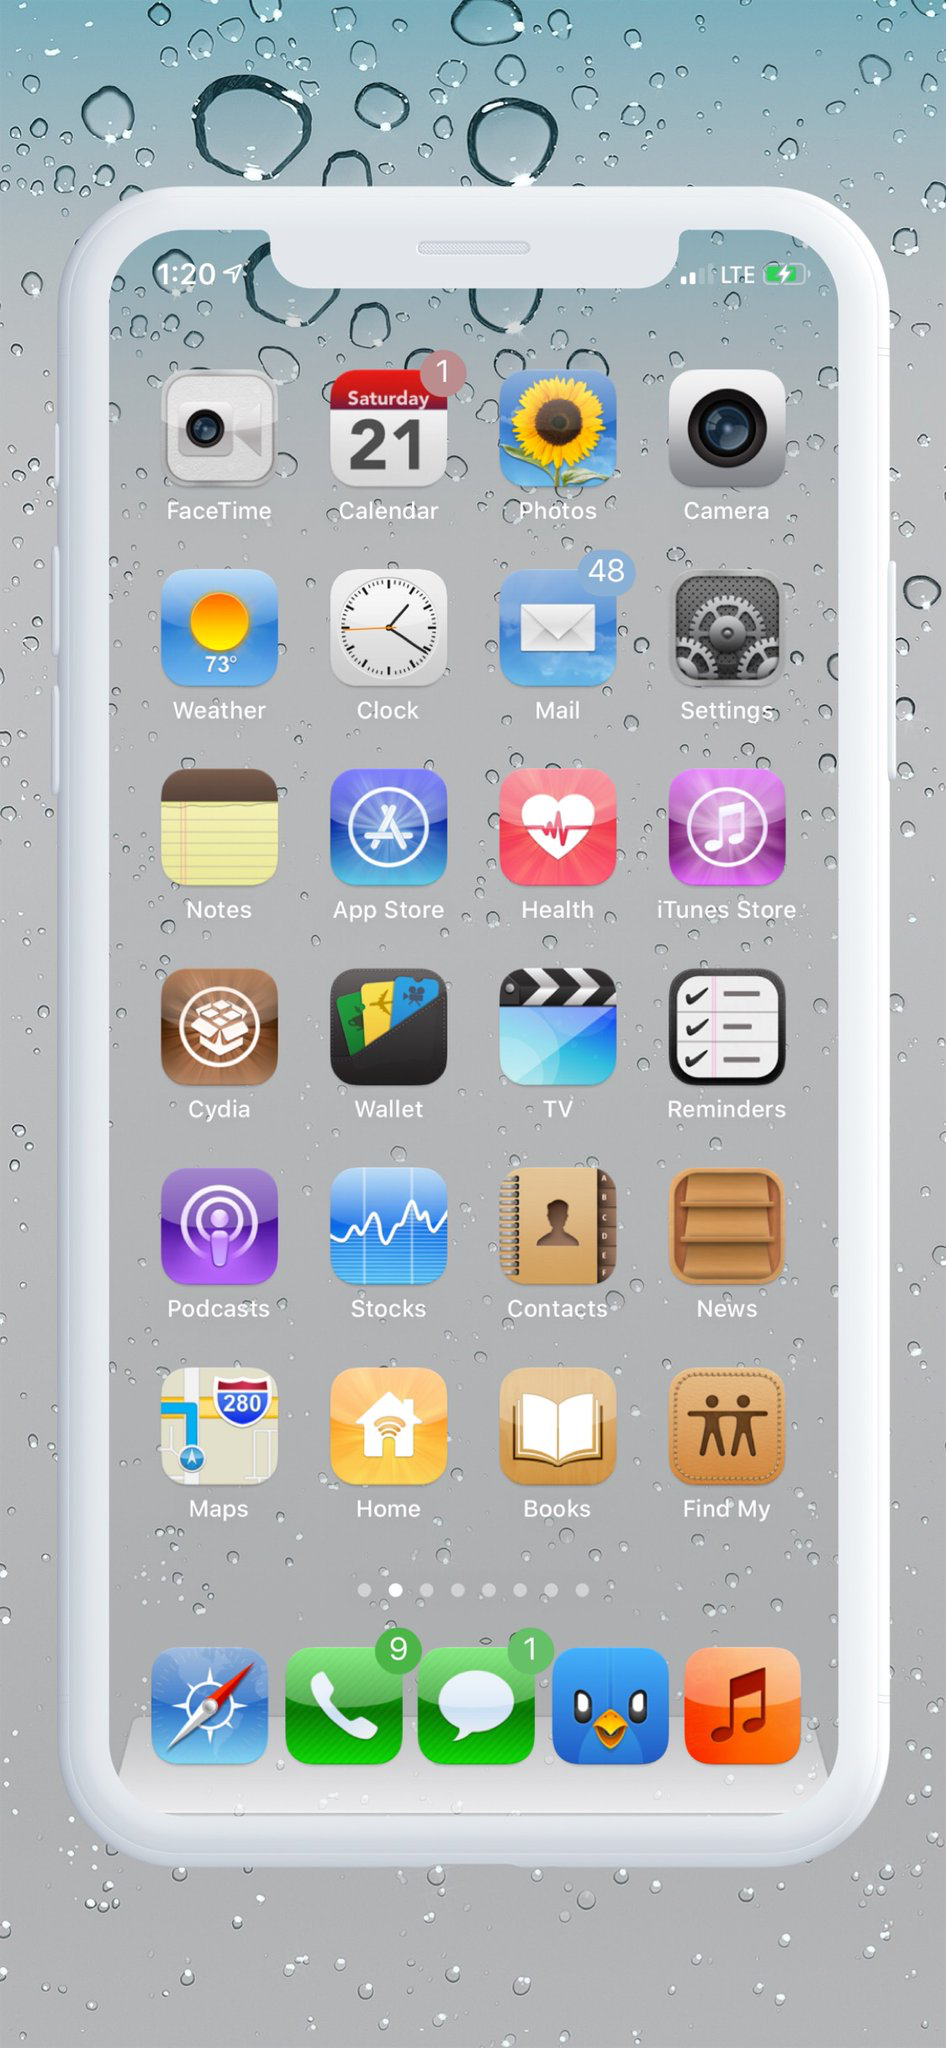 1:20 LTE
1
Saturday
21
FaceTime Calendar Photos Camera
48
73°
Weather Clock Mail Settings
Notes App Store Health iTunes Store
Cydia Wallet TV Reminders
A
B
C
D
E
F
Podcasts Stocks Contacts News
280
Maps Home Books Find My
9 1